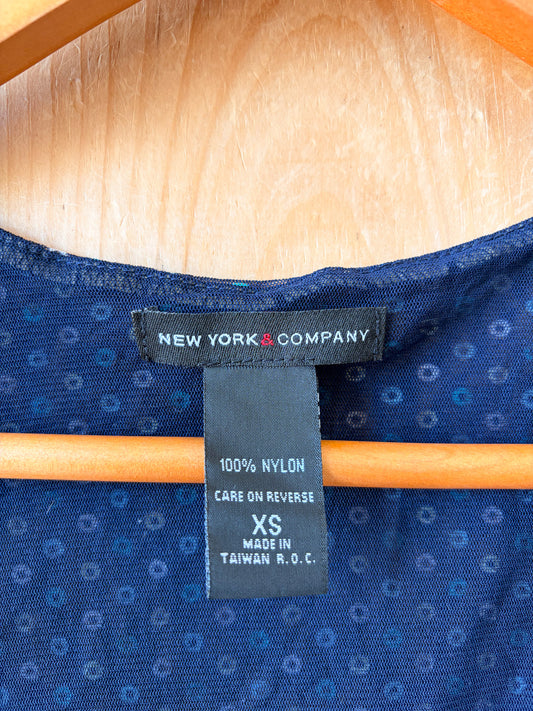 NEW YORK & COMPANY
100% NYLON
CARE ON REVERSE
XS
MADE IN
TAIWAN R.O.C.